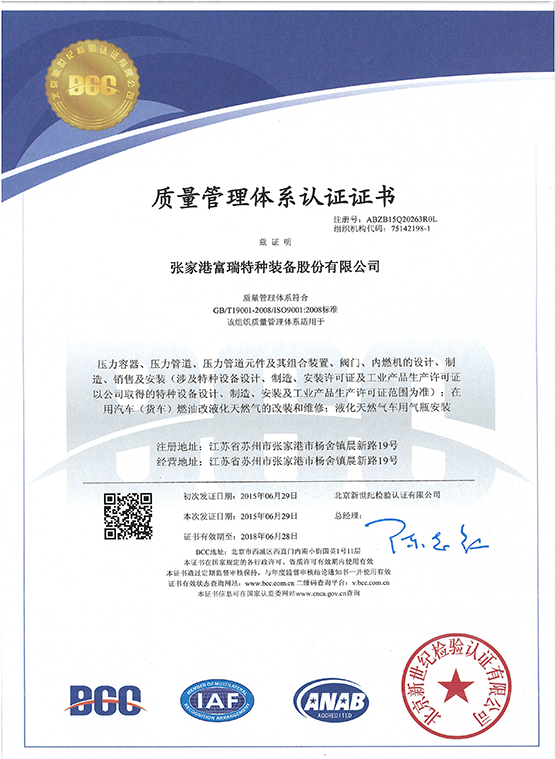 北京新世纪检验认证有限公司
BCC
质量管理体系认证证书
注册号：ABZB15Q20263R0L
组织机构代码：75142198-1
兹 证 明
张家港富瑞特种装备股份有限公司
质量管理体系符合
GB/T19001-2008/ISO9001:2008标准
该组织质量管理体系适用于
压力容器、压力管道、压力管道元件及其组合装置、阀门、内燃机的设计、制
造、销售及安装（涉及特种设备设计、制造、安装许可证及工业产品生产许可证
以公司取得的特种设备设计、制造、安装及工业产品生产许可证范围为准）；在
用汽车（货车）燃油改液化天然气的改装和维修；液化天然气车用气瓶安装
注册地址：江苏省苏州市张家港市杨舍镇晨新路19号
经营地址：江苏省苏州市张家港市杨舍镇晨新路19号
初次发证日期：2015年06月29日
北京新世纪检验认证有限公司
本次发证日期：2015年06月29日
总经理：
证书有效期至：2018年06月28日
BCC地址：北京市西城区西直门内南小街国英1号11层
本证书在国家规定的各行政许可、资质许可有效期内使用有效
本证书通过定期监督审核保持，与年度监督审核结论通知书一并使用有效
证书有效状态查询网站：www.bcc.com.cn 二维码查询平台：v.bcc.com.cn
本证书信息可在国家认监委网站www.cnca.gov.cn查询
BCC
MEMBER OF MULTILATERAL
IAF
RECOGNITION ARRANGEMENT
ANAB
ACCREDITED
北京新世纪检验认证有限公司